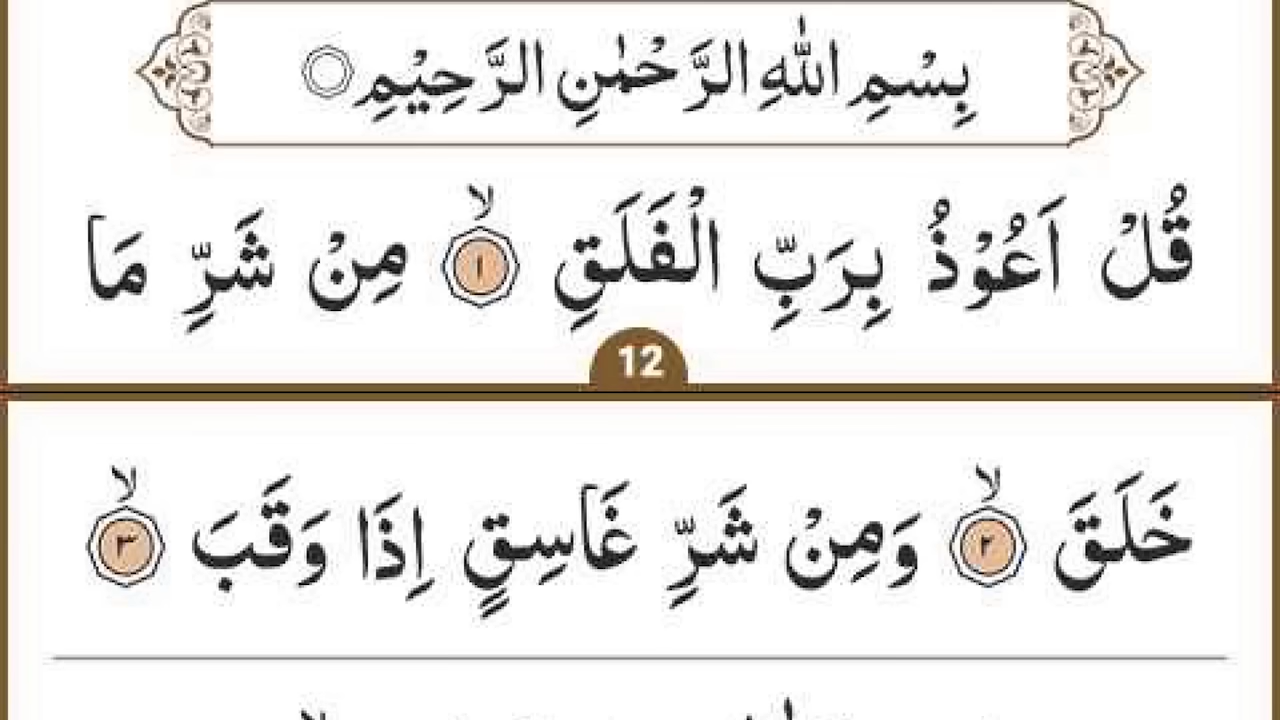 بِسْمِ اللّٰهِ الرَّحْمٰنِ الرَّحِيْمِ
قُلْ اَعُوْذُ بِرَبِّ الْفَلَقِ ۙ‏ ١ مِنْ شَرِّ مَا
12
خَلَقَ ۙ‏ ٢ وَمِنْ شَرِّ غَاسِقٍ اِذَا وَقَبَ ۙ‏ ٣